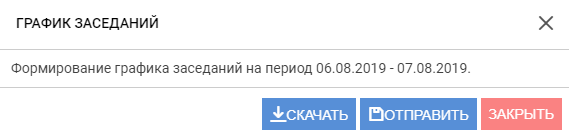 ГРАФИК ЗАСЕДАНИЙ
Формирование графика заседаний на период 06.08.2019 - 07.08.2019.
СКАЧАТЬ ОТПРАВИТЬ ЗАКРЫТЬ